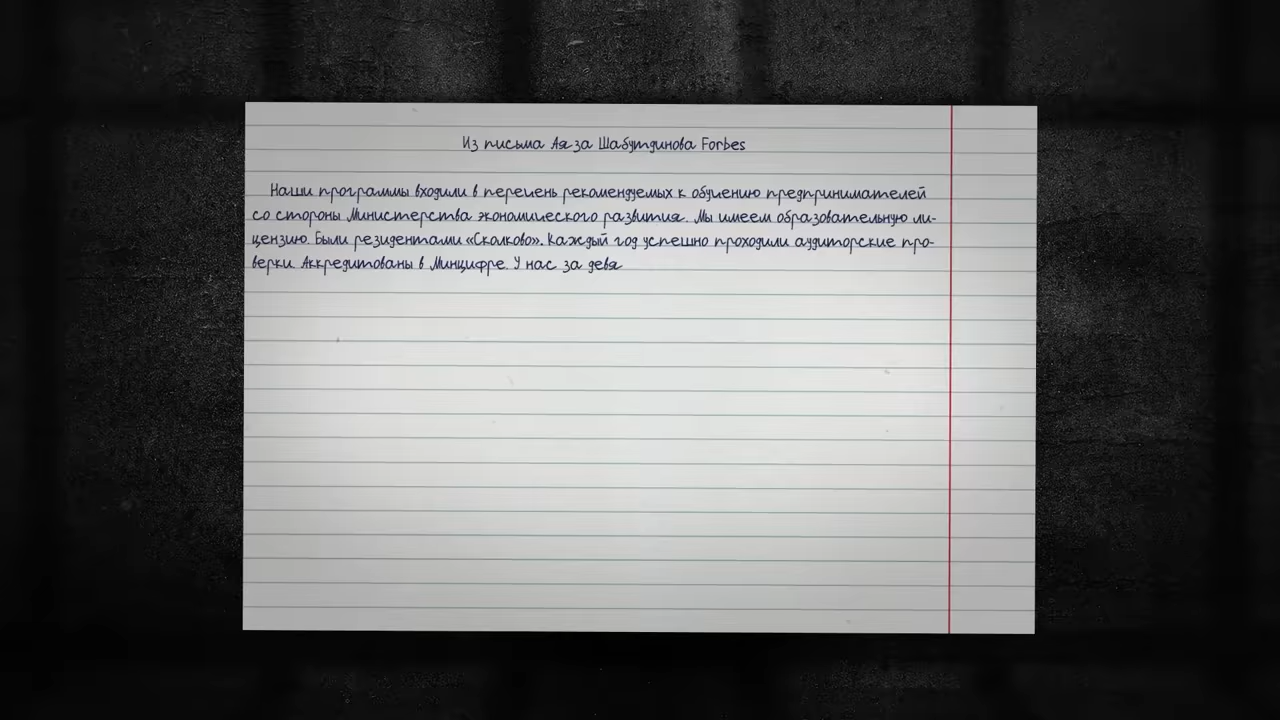 Из письма Аяза Шабутдинова Forbes
Наши программы входили в перечень рекомендуемых к обучению предпринимателей
со стороны Министерства экономического развития. Мы имеем образовательную ли-
цензию. Были резидентами «Сколково». Каждый год успешно проходили аудиторские про-
верки. Аккредитованы в Минцифре. У нас за девя